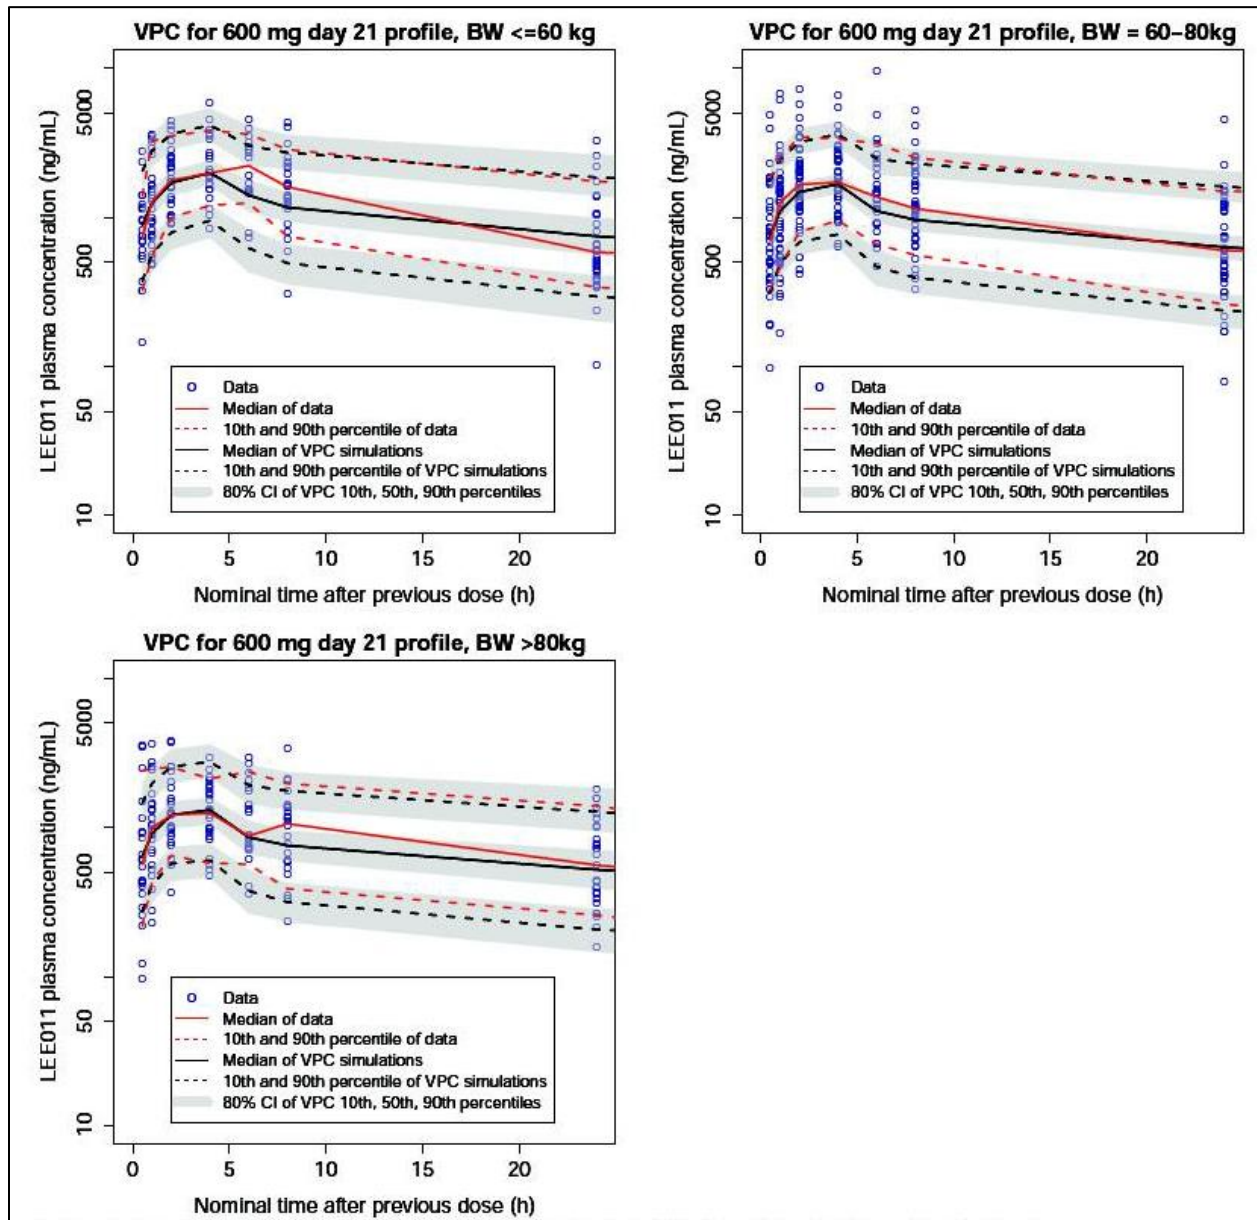 VPC for 600 mg day 21 profile, BW <=60 kg
LEE011 plasma concentration (ng/mL)
5000
500
50
10
Data
Median of data
10th and 90th percentile of data
Median of VPC simulations
10th and 90th percentile of VPC simulations
80% CI of VPC 10th, 50th, 90th percentiles
0 5 10 15 20
Nominal time after previous dose (h)
VPC for 600 mg day 21 profile, BW = 60–80kg
LEE011 plasma concentration (ng/mL)
5000
500
50
10
Data
Median of data
10th and 90th percentile of data
Median of VPC simulations
10th and 90th percentile of VPC simulations
80% CI of VPC 10th, 50th, 90th percentiles
0 5 10 15 20
Nominal time after previous dose (h)
VPC for 600 mg day 21 profile, BW >80kg
LEE011 plasma concentration (ng/mL)
5000
500
50
10
Data
Median of data
10th and 90th percentile of data
Median of VPC simulations
10th and 90th percentile of VPC simulations
80% CI of VPC 10th, 50th, 90th percentiles
0 5 10 15 20
Nominal time after previous dose (h)